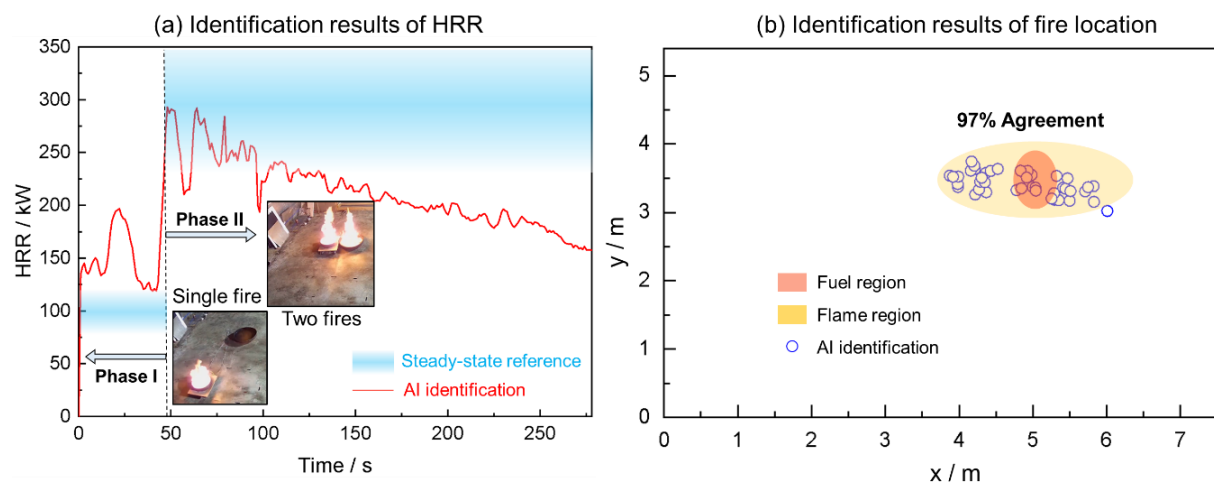 (a) Identification results of HRR
350
300
250
200
150
100
50
0
HRR / kW
Phase II
Single fire
Two fires
Phase I
Steady-state reference
AI identification
0
50
100
150
200
250
Time / s
(b) Identification results of fire location
5
4
3
2
1
0
y / m
97% Agreement
Fuel region
Flame region
AI identification
0
1
2
3
4
5
6
7
x / m